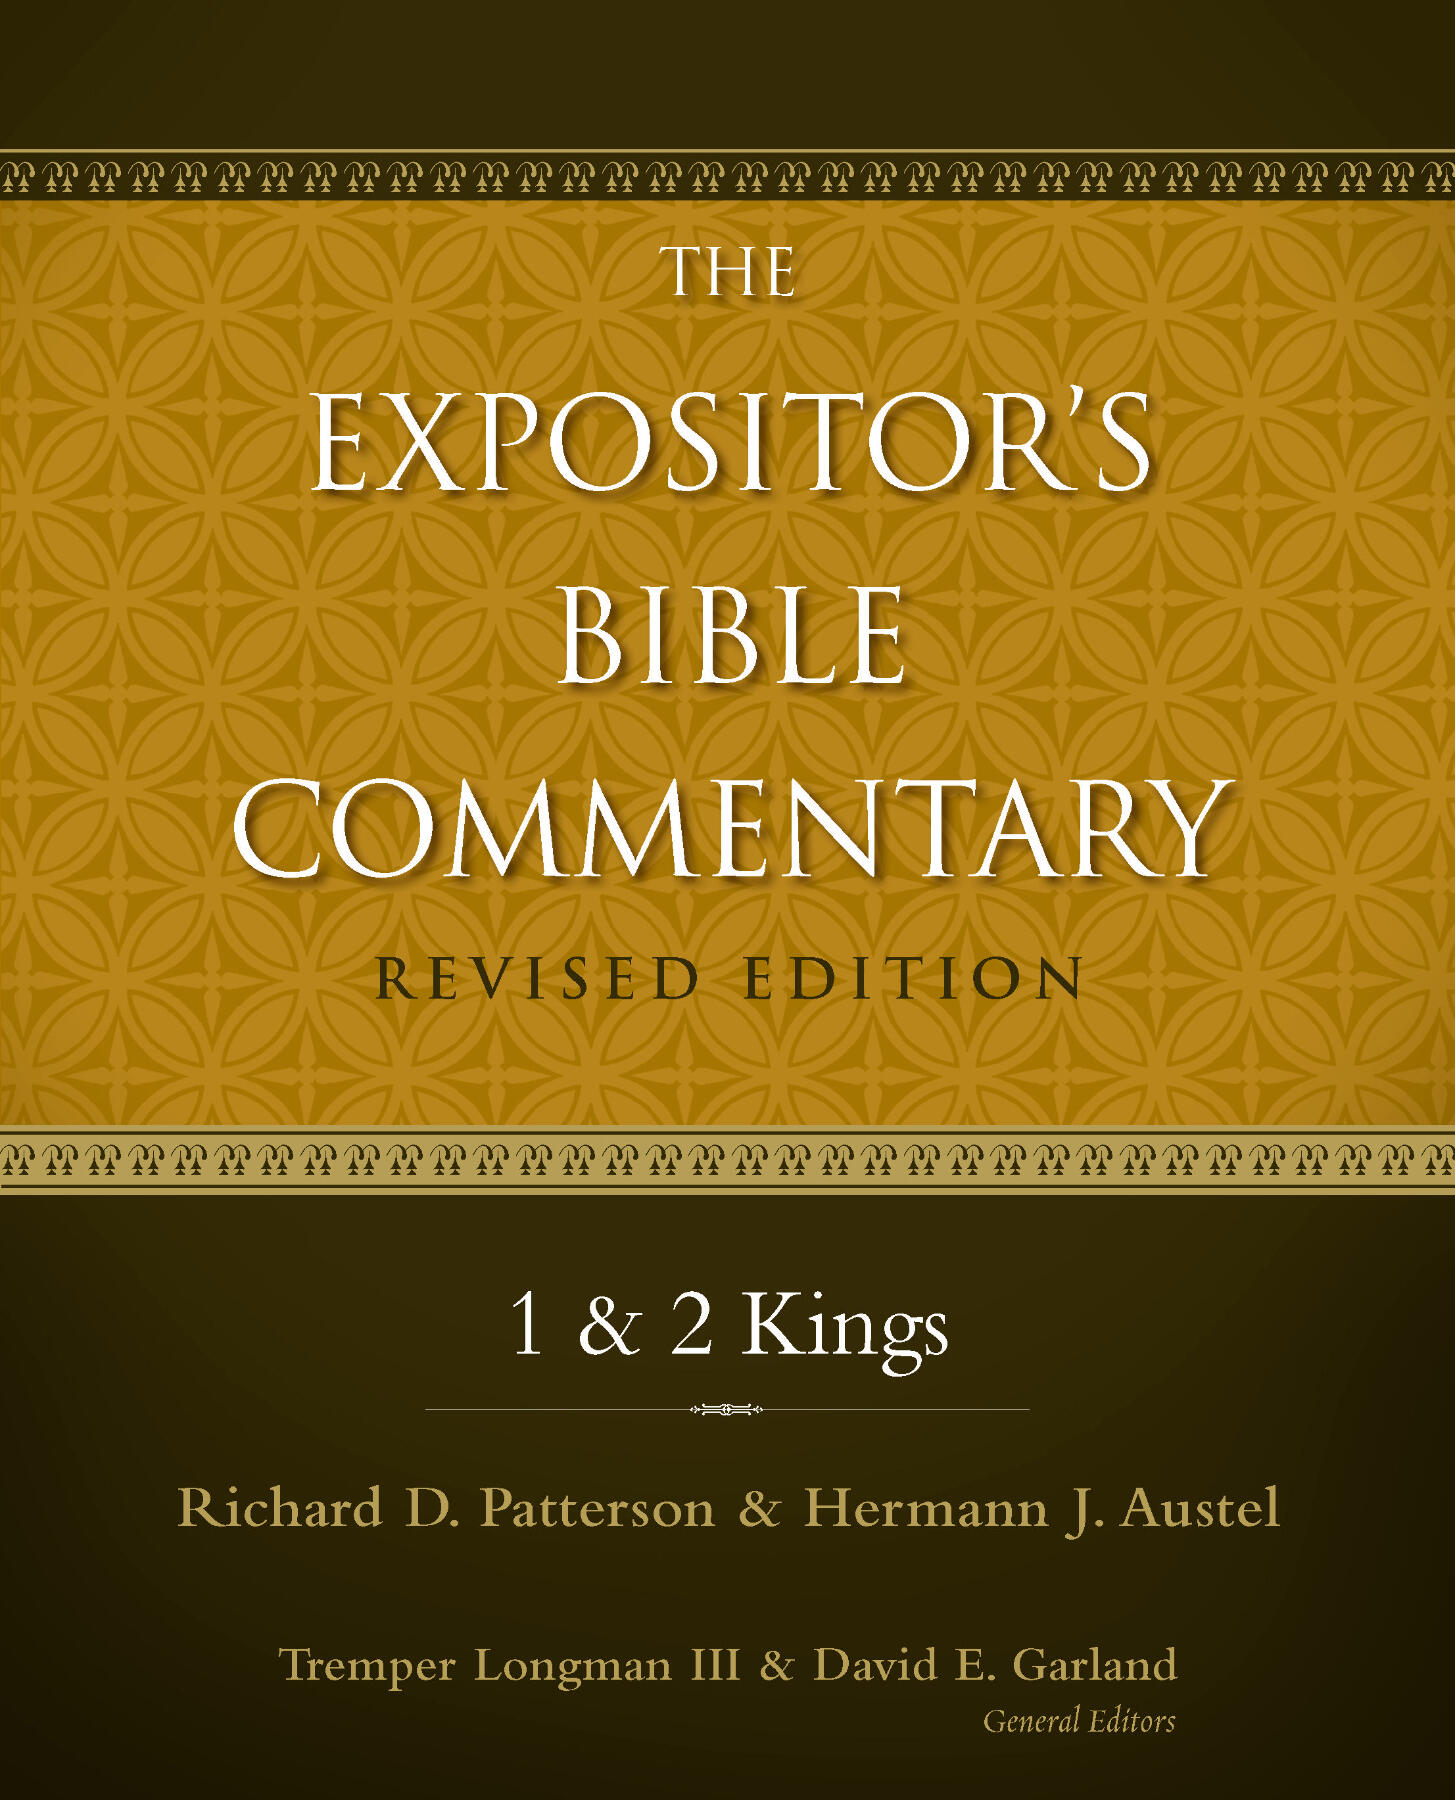 THE
EXPOSITOR’S
BIBLE
COMMENTARY
REVISED EDITION
1 & 2 Kings
Richard D. Patterson & Hermann J. Austel
Tremper Longman III & David E. Garland
General Editors